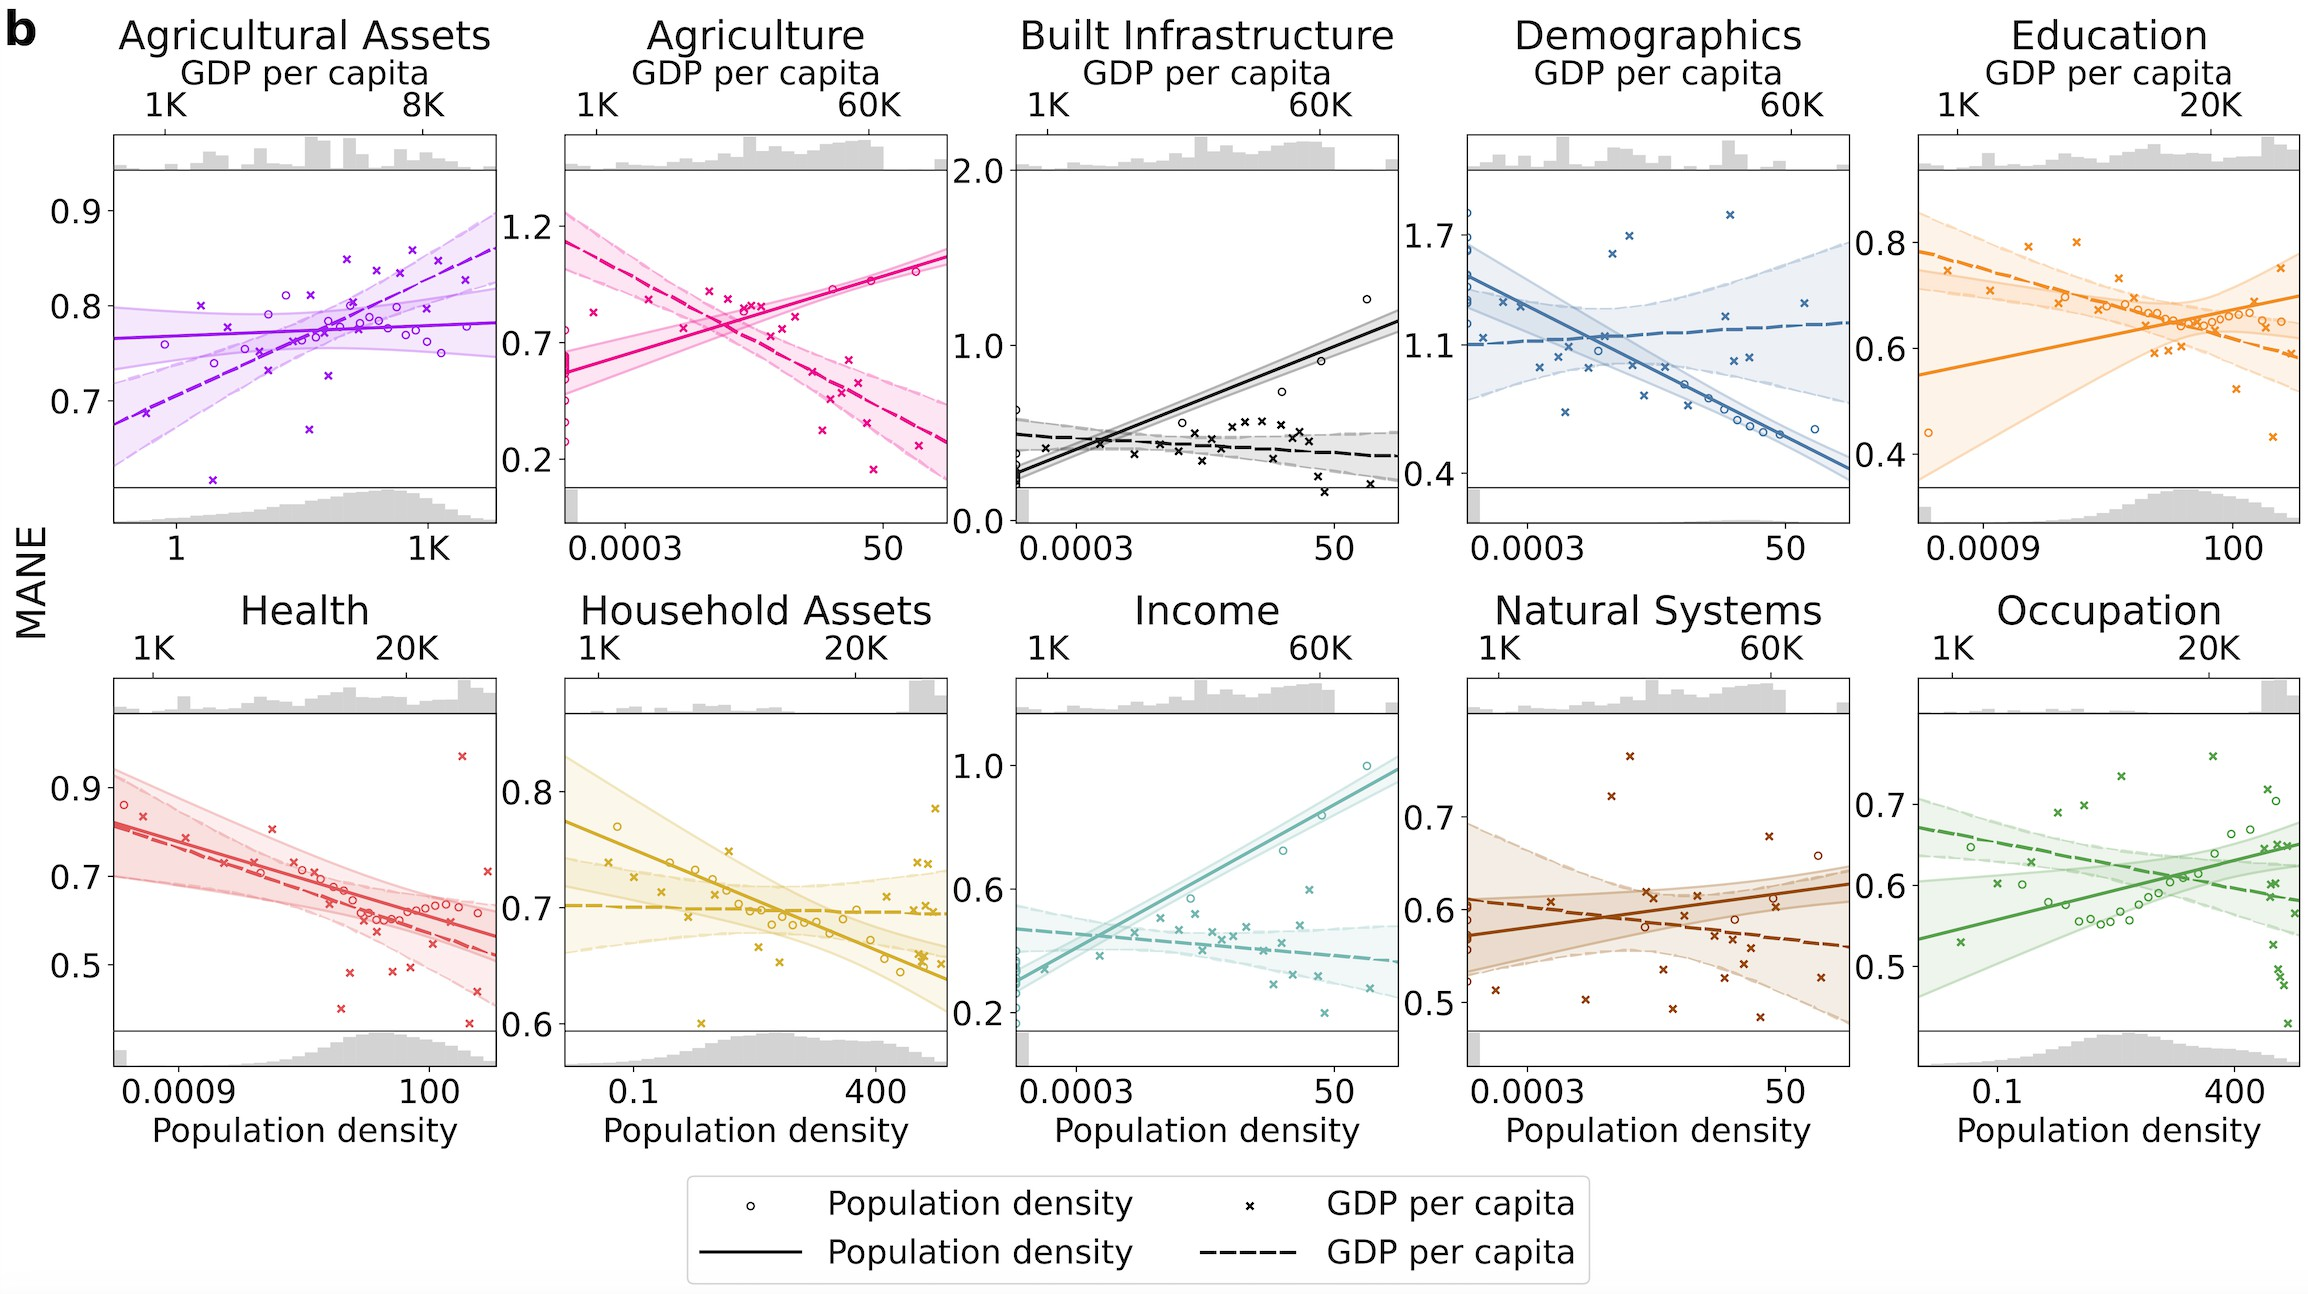 b
Agricultural Assets
GDP per capita
1K 8K
0.9
0.8
0.7
1 1K
Agriculture
GDP per capita
1K 60K
1.2
0.7
0.2
0.0003 50
Built Infrastructure
GDP per capita
1K 60K
2.0
1.0
0.0
0.0003 50
Demographics
GDP per capita
60K
1.7
1.1
0.4
0.0003 50
Education
GDP per capita
1K 20K
0.8
0.6
0.4
0.0009 100
MANE
Health
1K 20K
0.9
0.7
0.5
0.0009 100
Population density
Household Assets
1K 20K
0.8
0.7
0.6
0.1 400
Population density
Income
1K 60K
1.0
0.6
0.2
0.0003 50
Population density
Natural Systems
1K 60K
0.7
0.6
0.5
0.0003 50
Population density
Occupation
1K 20K
0.7
0.6
0.5
0.1 400
Population density
Population density GDP per capita
Population density GDP per capita